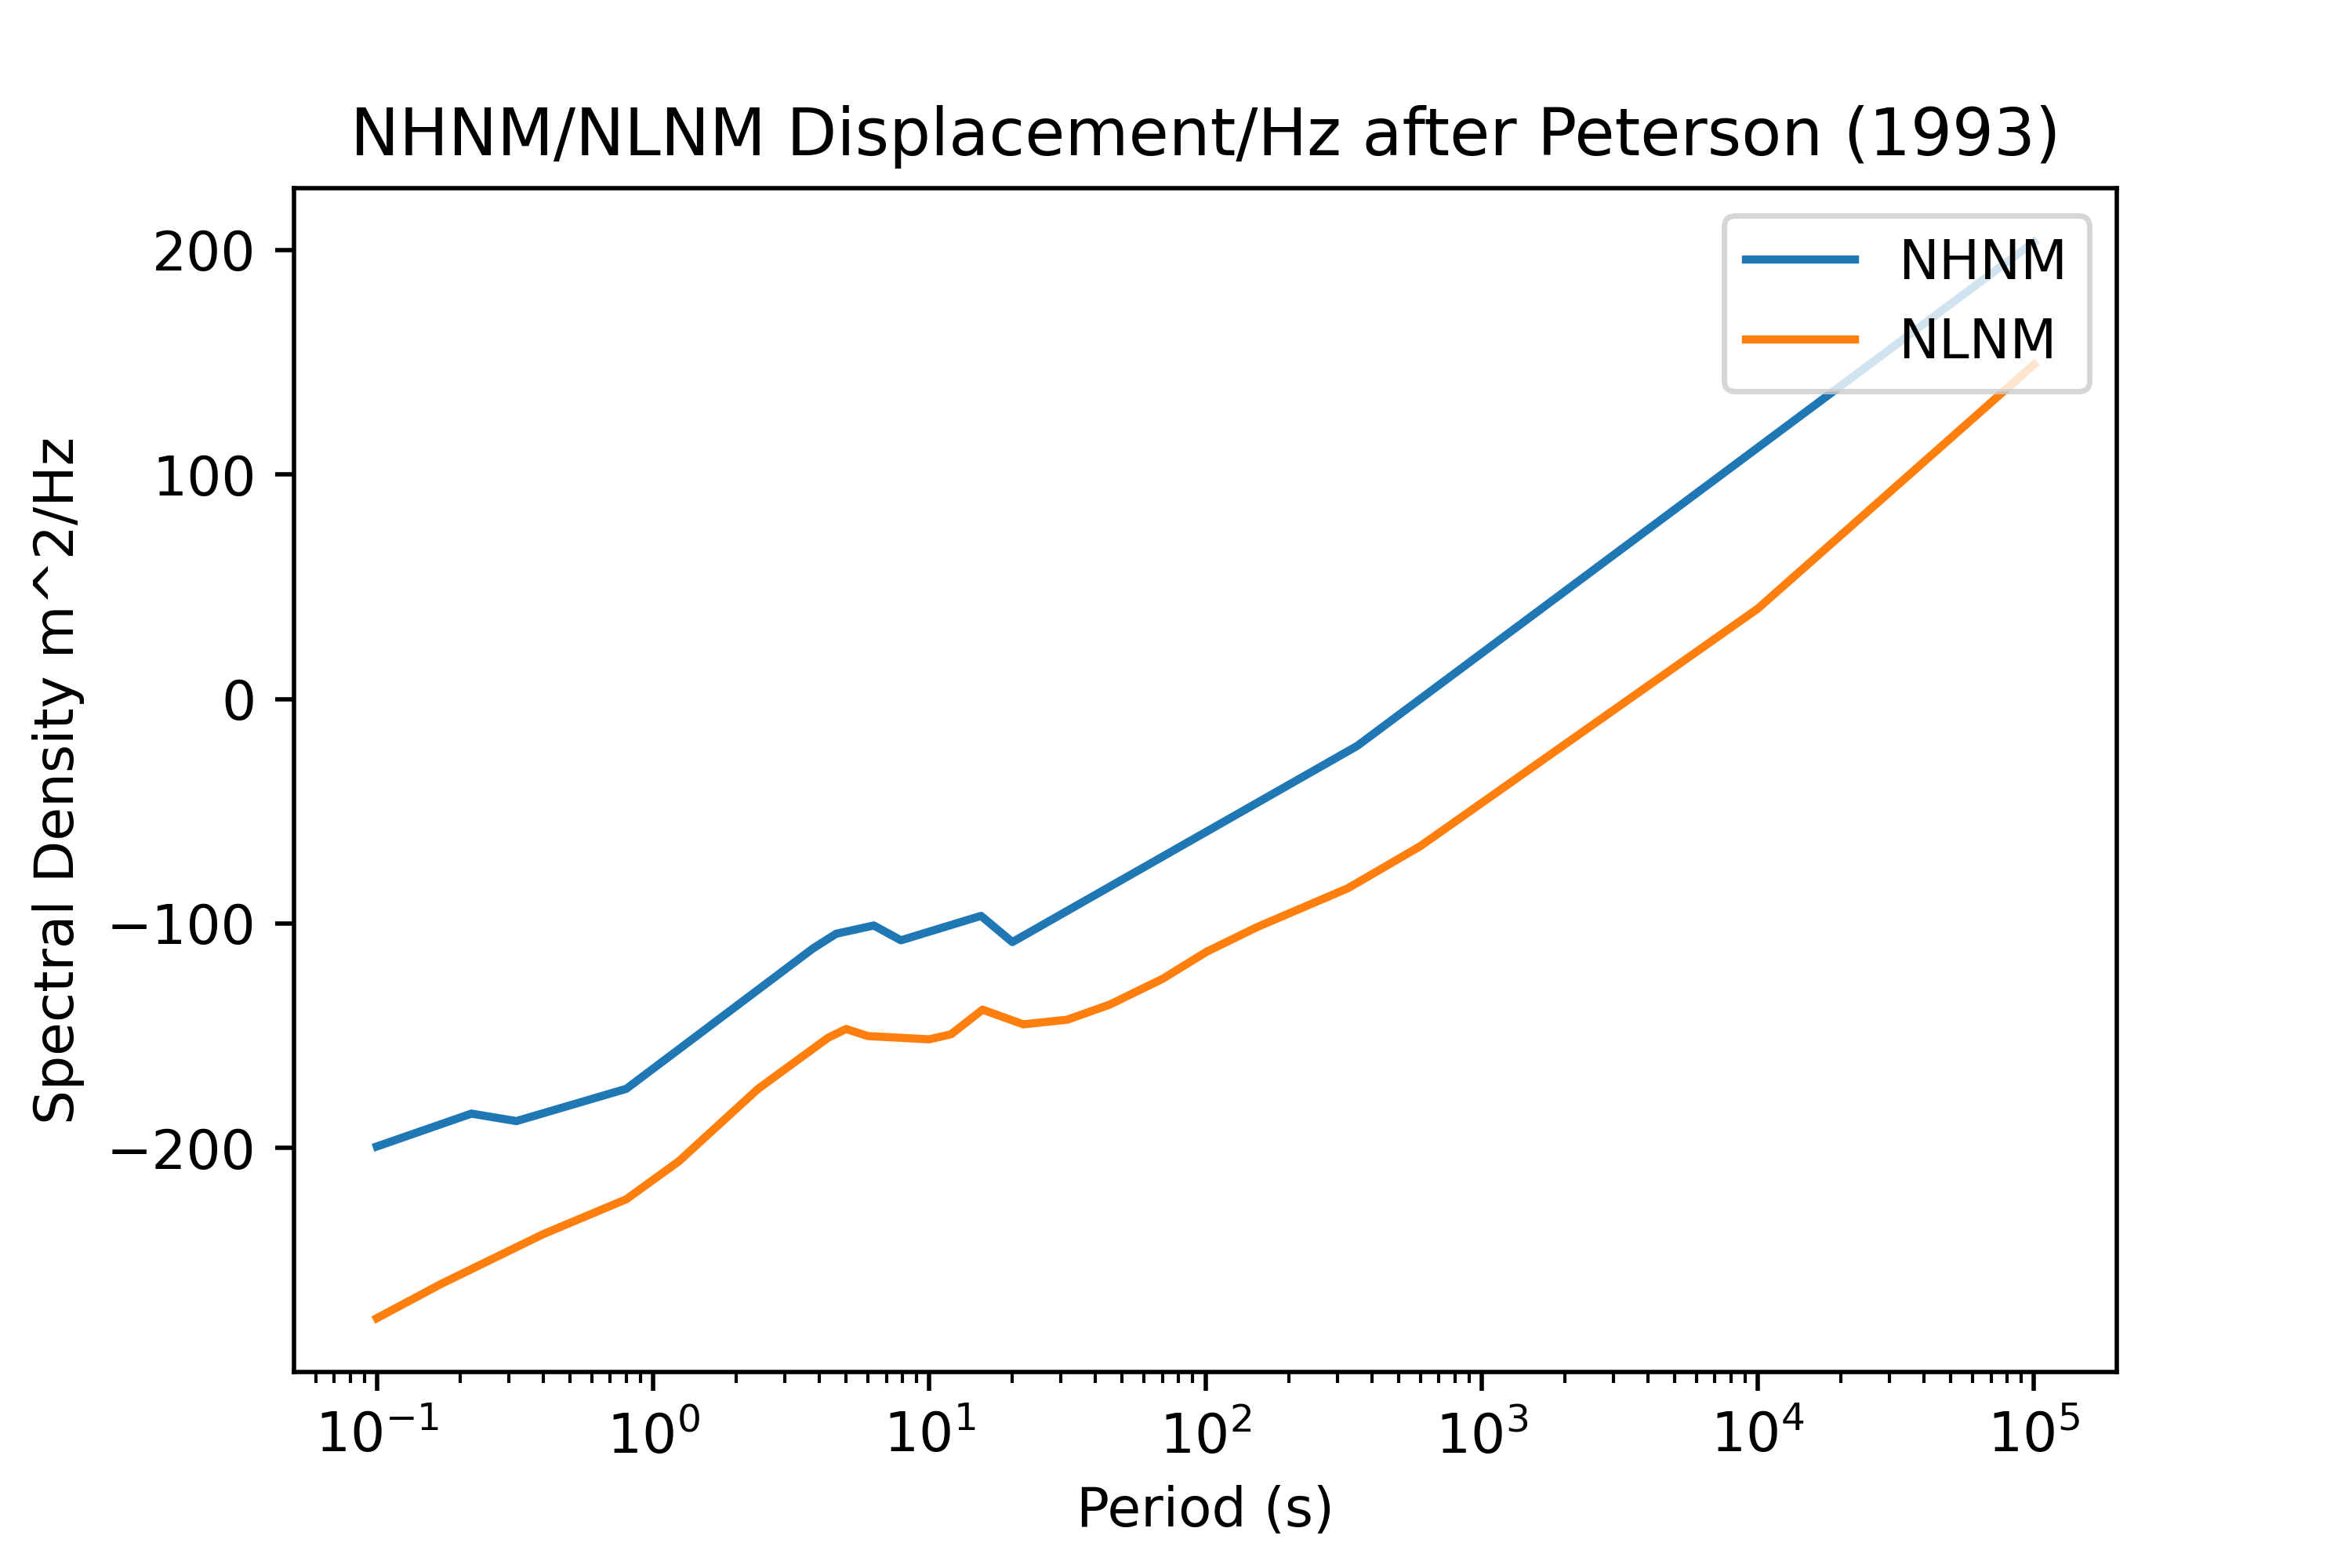 NHNM/NLNM Displacement/Hz after Peterson (1993)
NHNM
NLNM
Spectral Density m^2/Hz
200
100
0
−100
−200
10⁻¹ 10⁰ 10¹ 10² 10³ 10⁴ 10⁵
Period (s)